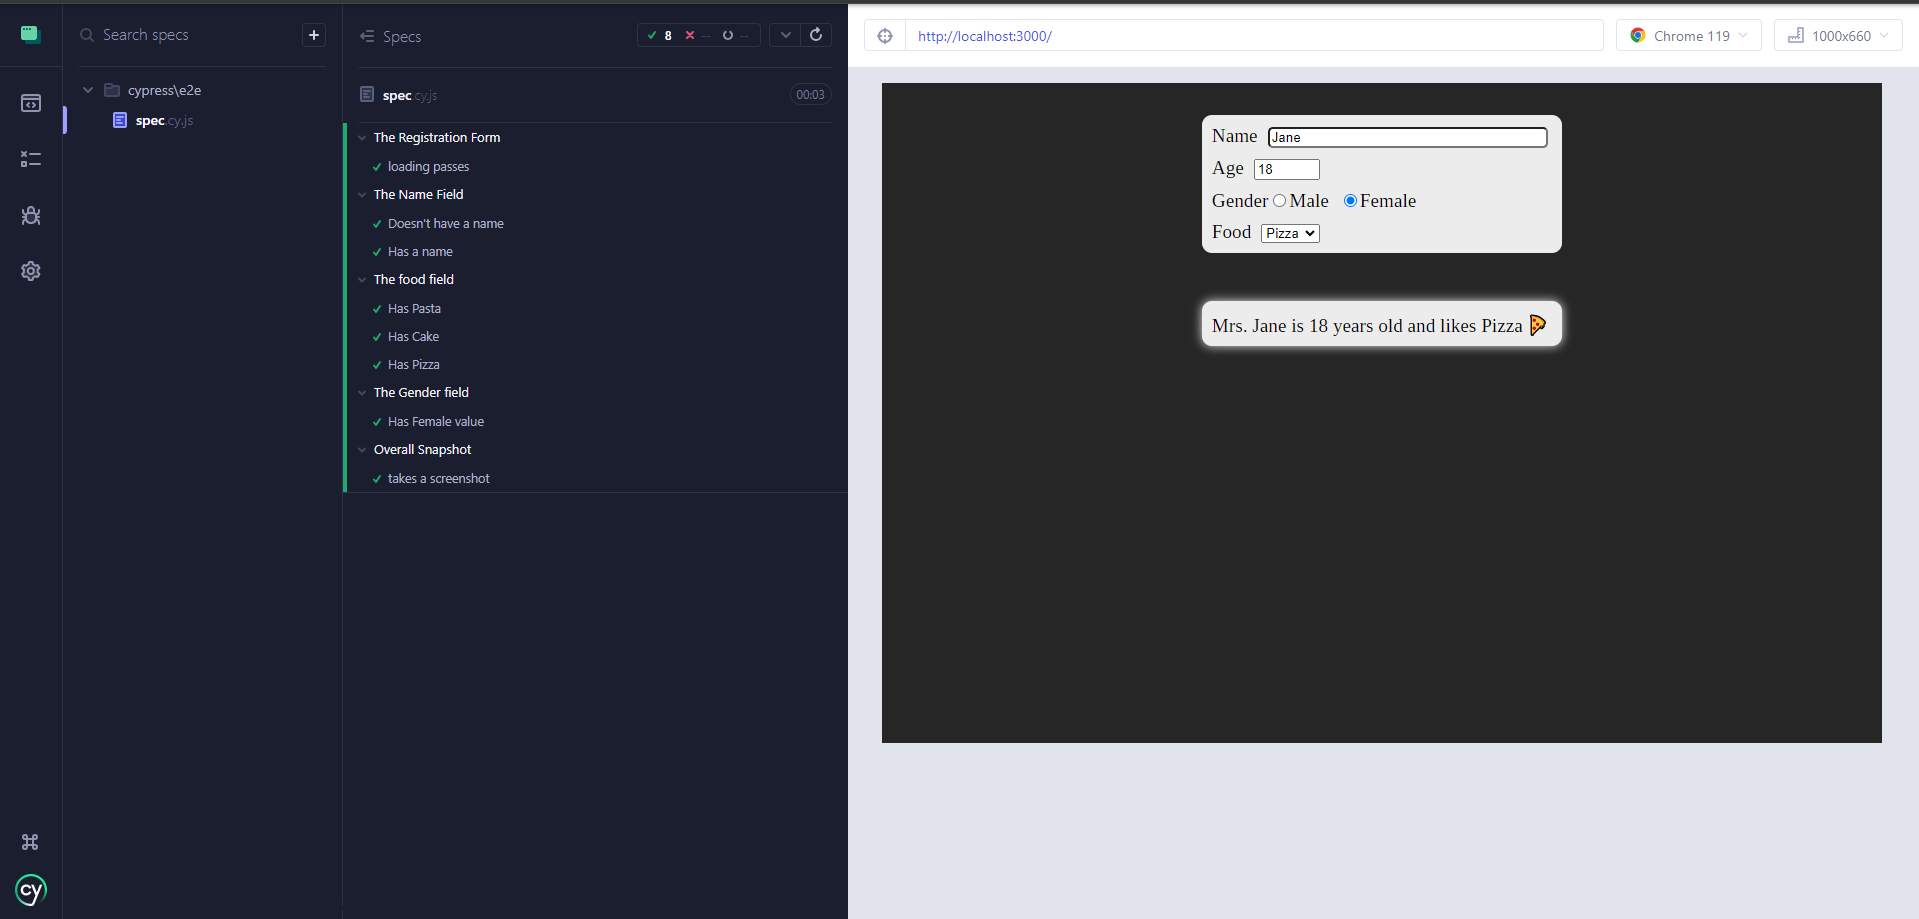 Search specs
+
cypress\e2e
spec.cy.js
Specs
8 -- --
spec.cy.js 00:03
The Registration Form
loading passes
The Name Field
Doesn't have a name
Has a name
The food field
Has Pasta
Has Cake
Has Pizza
The Gender field
Has Female value
Overall Snapshot
takes a screenshot
cy
http://localhost:3000/
Chrome 119
1000x660
Name Jane
Age 18
Gender Male Female
Food Pizza
Mrs. Jane is 18 years old and likes Pizza 🍕